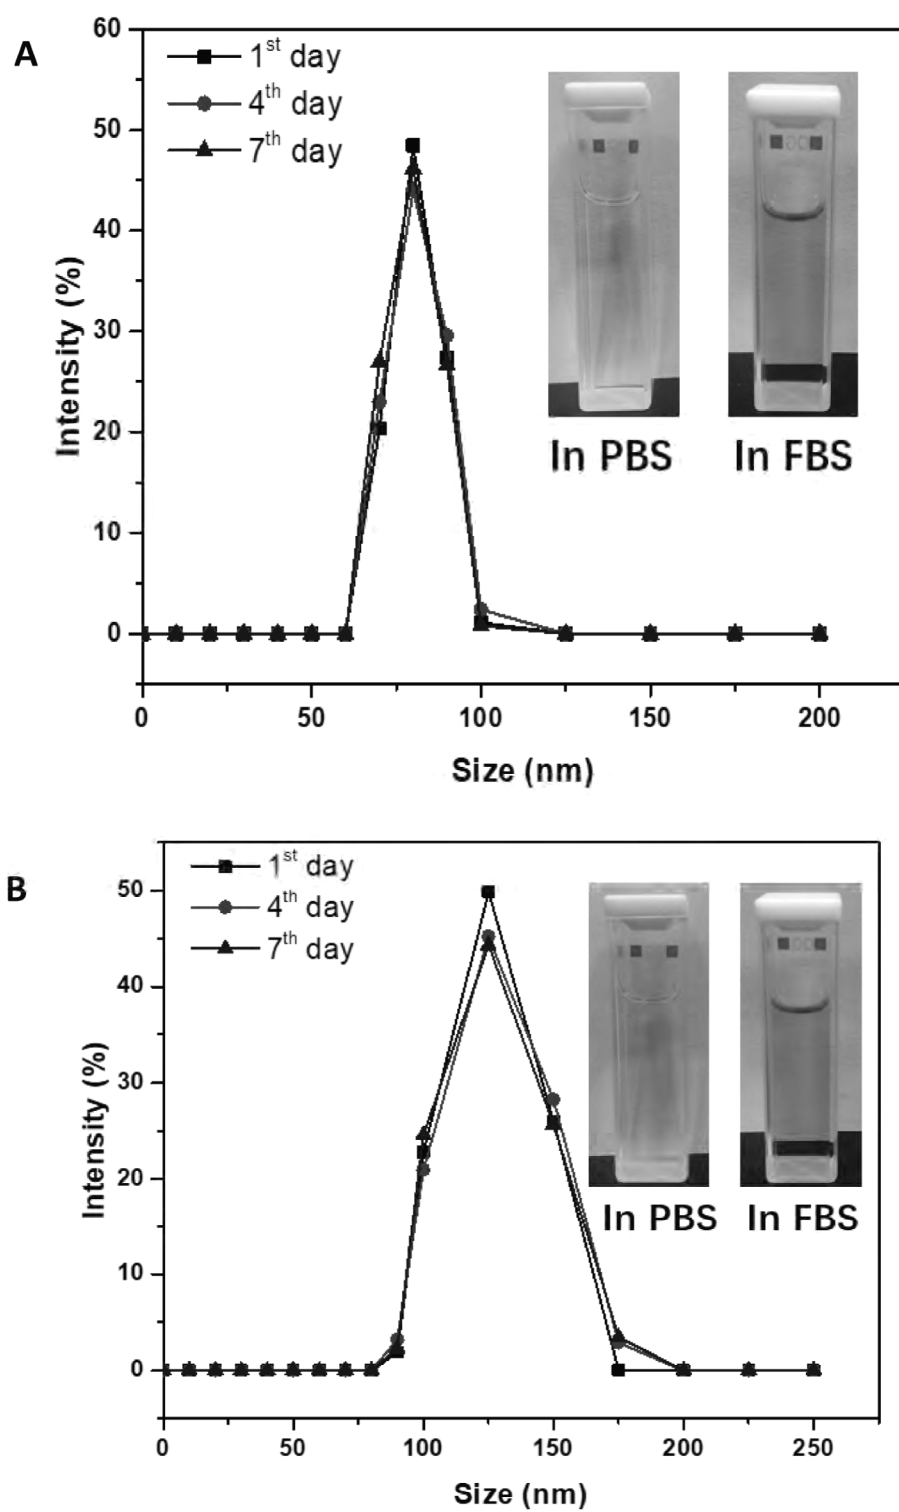 A
60
50
40
30
20
10
0
Intensity (%)
1st day
4th day
7th day
In PBS
In FBS
0 50 100 150 200
Size (nm)
B
50
40
30
20
10
0
Intensity (%)
1st day
4th day
7th day
In PBS
In FBS
0 50 100 150 200 250
Size (nm)